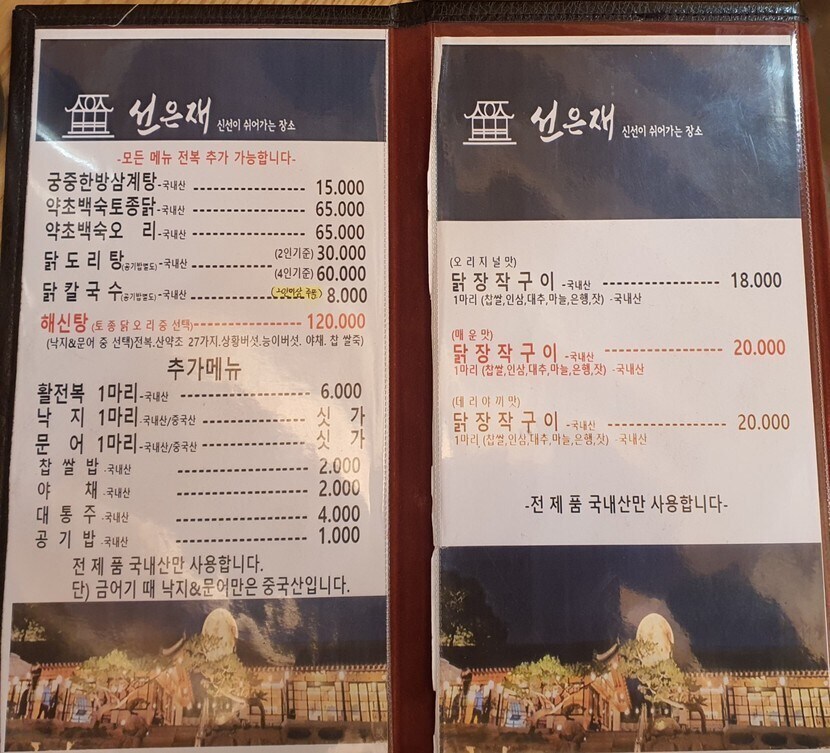 선은재 신선이 쉬어가는 장소
-모든 메뉴 전복 추가 가능합니다-
궁중한방삼계탕-국내산 15.000
약초백숙토종닭-국내산 65.000
약초백숙오 리-국내산 65.000
닭도리탕(공기밥별도)-국내산 (2인기준) 30.000
(4인기준) 60.000
닭칼국수(공기밥별도)-국내산 8.000
해신탕 (토종닭오리중 선택) 120.000
(낙지&문어 중 선택)전복.산약초 27가지.상황버섯.능이버섯. 야채. 찹 쌀죽)
추가메뉴
활전복 1마리-국내산 6.000
낙 지 1마리-국내산/중국산 싯 가
문 어 1마리-국내산/중국산 싯 가
찹쌀밥-국내산 2.000
야 채-국내산 2.000
대통주-국내산 4.000
공기밥-국내산 1.000
전 제품 국내산만 사용합니다.
단) 금어기 때 낙지&문어만은 중국산입니다.
선은재 신선이 쉬어가는 장소
(오리지널맛)
닭장작구이-국내산 18.000
1마리 (찹쌀,인삼,대추,마늘,은행,잣) -국내산
(매운맛)
닭장작구이-국내산 20.000
1마리 (찹쌀,인삼,대추,마늘,은행,잣) -국내산
(데리야끼맛)
닭장작구이-국내산 20.000
1마리 (찹쌀,인삼,대추,마늘,은행,잣) -국내산
-전 제품 국내산만 사용합니다-